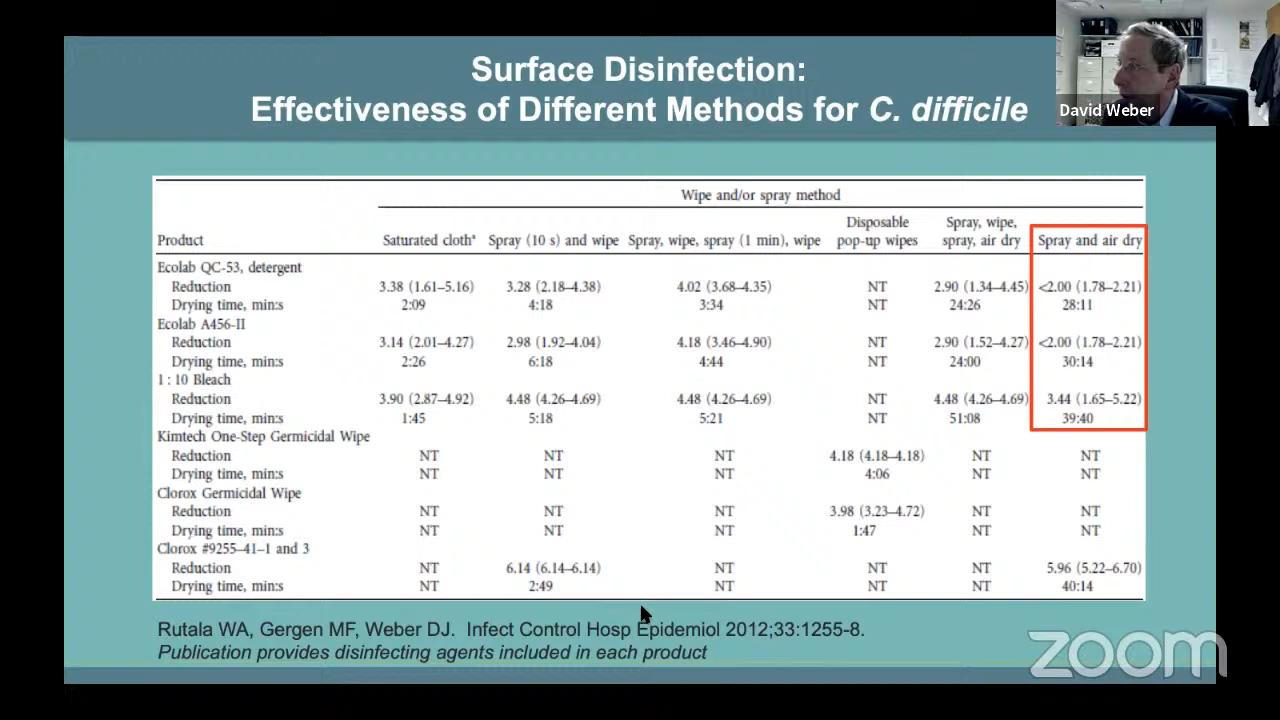 Surface Disinfection:
Effectiveness of Different Methods for C. difficile
David Weber
Wipe and/or spray method
Product Saturated cloth* Spray (10 s) and wipe Spray, wipe, spray (1 min), wipe Disposable pop-up wipes Spray, wipe, spray, air dry Spray and air dry
Ecolab QC-53, detergent
Reduction 3.38 (1.61–5.16) 3.28 (2.18–4.38) 4.02 (3.68–4.35) NT 2.90 (1.34–4.45) <2.00 (1.78–2.21)
Drying time, min:s 2:09 4:18 3:34 NT 24:26 28:11
Ecolab A456-II
Reduction 3.14 (2.01–4.27) 2.98 (1.92–4.04) 4.18 (3.46–4.90) NT 2.90 (1.52–4.27) <2.00 (1.78–2.21)
Drying time, min:s 2:26 6:18 4:44 NT 24:00 30:14
1 : 10 Bleach
Reduction 3.90 (2.87–4.92) 4.48 (4.26–4.69) 4.48 (4.26–4.69) NT 4.48 (4.26–4.69) 3.44 (1.65–5.22)
Drying time, min:s 1:45 5:18 5:21 NT 51:08 39:40
Kimtech One-Step Germicidal Wipe
Reduction NT NT NT 4.18 (4.18–4.18) NT NT
Drying time, min:s NT NT NT 4:06 NT NT
Clorox Germicidal Wipe
Reduction NT NT NT 3.98 (3.23–4.72) NT NT
Drying time, min:s NT NT NT 1:47 NT NT
Clorox #9255–41–1 and 3
Reduction NT 6.14 (6.14–6.14) NT NT NT 5.96 (5.22–6.70)
Drying time, min:s NT 2:49 NT NT NT 40:14
Rutala WA, Gergen MF, Weber DJ. Infect Control Hosp Epidemiol 2012;33:1255-8.
Publication provides disinfecting agents included in each product
zoom